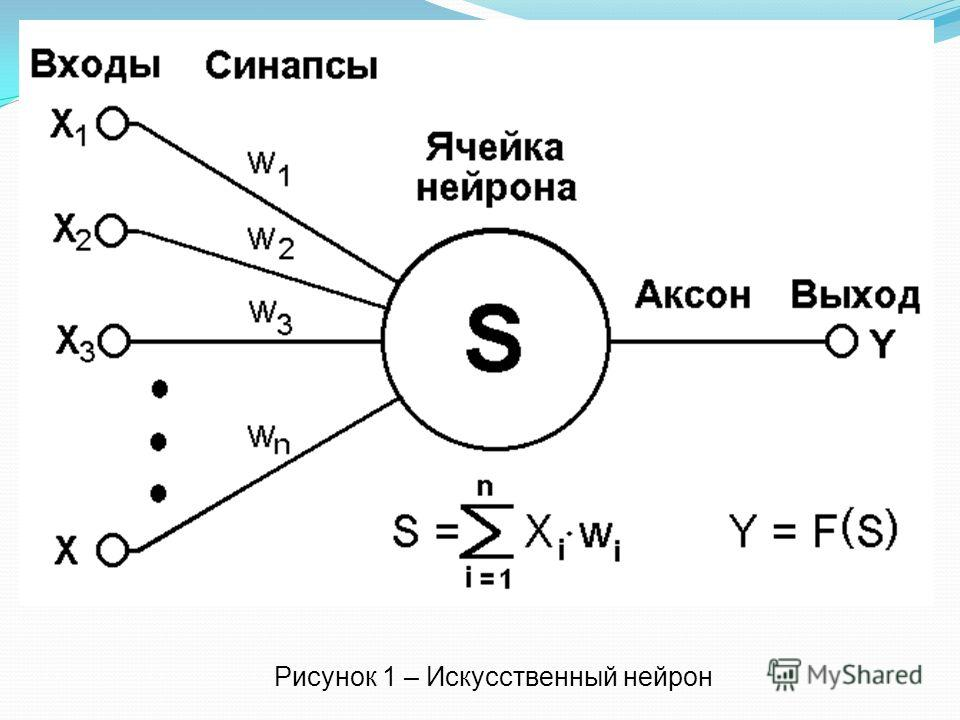 Входы Синапсы
X1
w1
Ячейка
нейрона
X2
w2
w3
Аксон Выход
X3
S
Y
wn
X
n
S = ∑ Xi · wi
i = 1
Y = F(S)
Рисунок 1 – Искусственный нейрон
MyShared